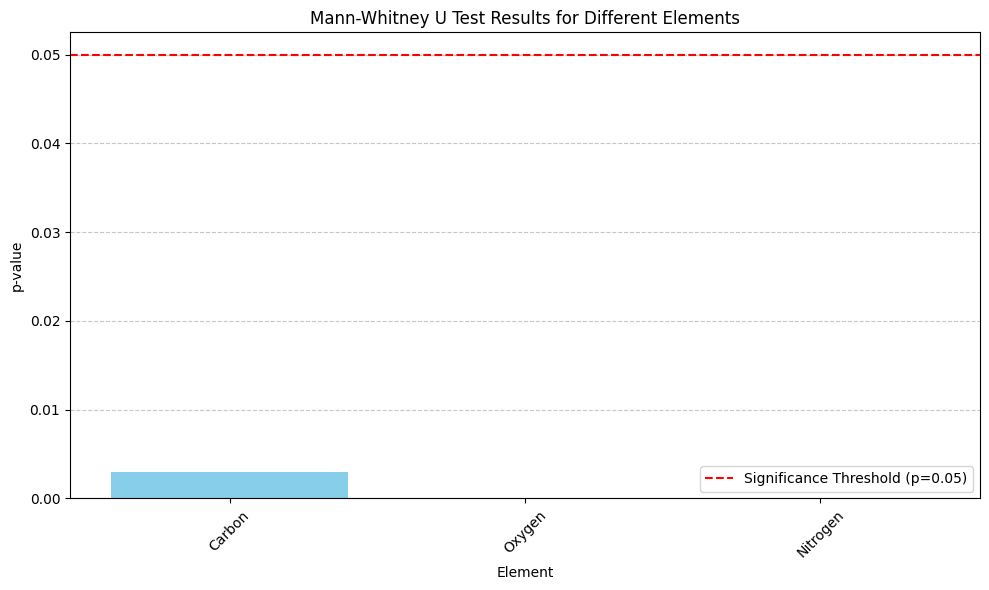 Mann-Whitney U Test Results for Different Elements
0.05
0.04
0.03
0.02
0.01
0.00
p-value
Significance Threshold (p=0.05)
Carbon
Oxygen
Nitrogen
Element